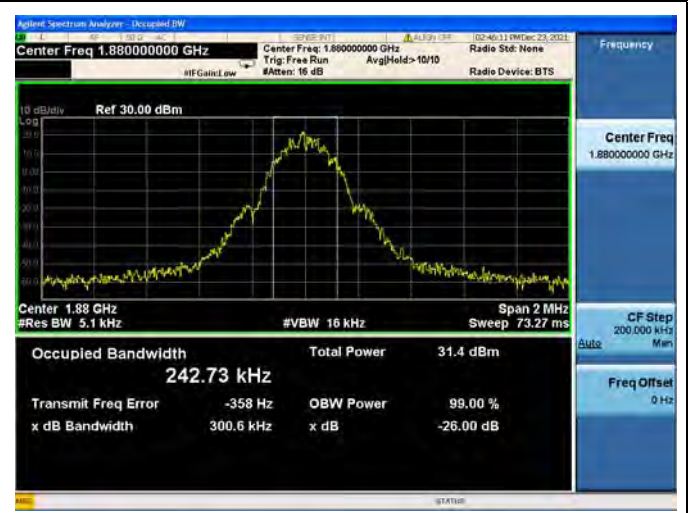 Agilent Spectrum Analyzer - Occupied BW
SENSE:INT ALIGN OFF 02:46:11 PM Dec 23, 2021
Center Freq 1.880000000 GHz
Center Freq: 1.880000000 GHz
Radio Std: None
Trig: Free Run Avg|Hold:>10/10
#IFGain:Low #Atten: 16 dB Radio Device: BTS
Frequency
10 dB/div Ref 30.00 dBm
Log
Center Freq
1.880000000 GHz
Center 1.88 GHz Span 2 MHz
#Res BW 5.1 kHz #VBW 16 kHz Sweep 73.27 ms
CF Step
200.000 kHz
Auto Man
Occupied Bandwidth Total Power 31.4 dBm
242.73 kHz
Transmit Freq Error -358 Hz OBW Power 99.00 %
x dB Bandwidth 300.6 kHz x dB -26.00 dB
Freq Offset
0 Hz
MSG STATUS